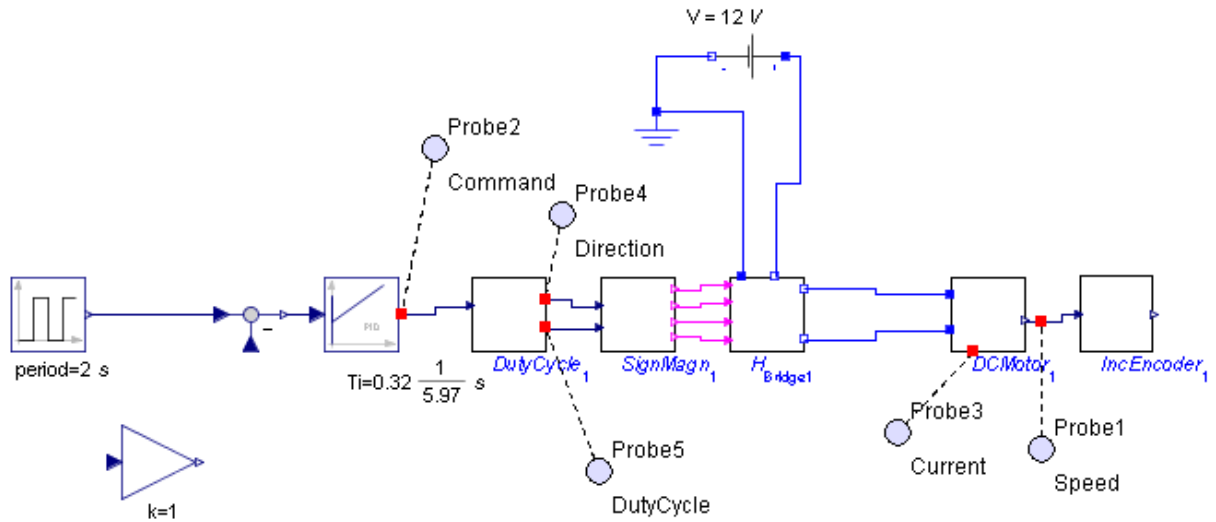 V = 12 V
- +
Probe2
Command
Probe4
Direction
-
PID
period=2 s
Ti=0.32 1/5.97 s
DutyCycle1
SignMagn1
HBridge1
DCMotor1
IncEncoder1
Probe3
Current
Probe1
Speed
Probe5
DutyCycle
k=1